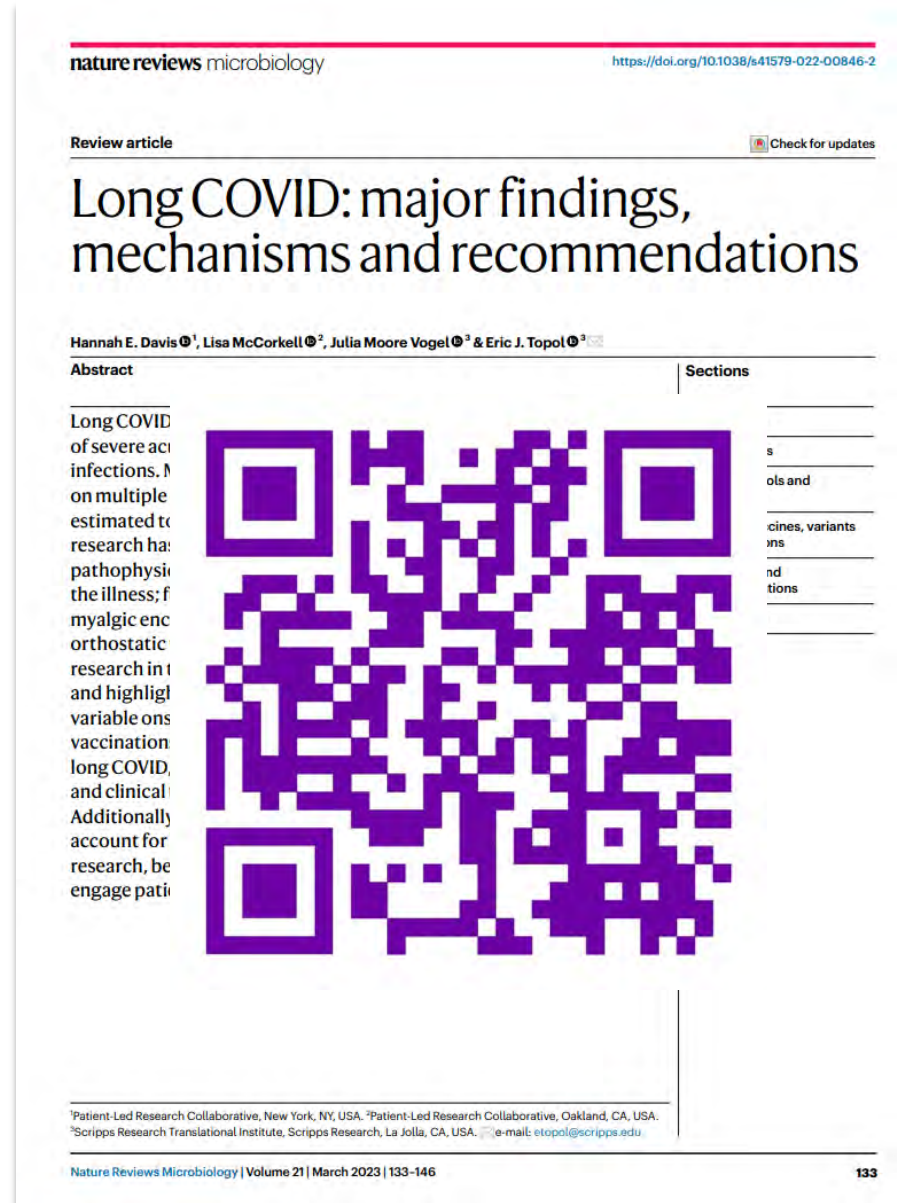 nature reviews microbiology
https://doi.org/10.1038/s41579-022-00846-2
Review article
Check for updates
Long COVID: major findings,
mechanisms and recommendations
Hannah E. Davis 1, Lisa McCorkell 2, Julia Moore Vogel 3 & Eric J. Topol 3
Abstract
Sections
Long COVID
of severe acu
infections. M
on multiple
estimated to
research has
pathophysi
the illness; f
myalgic enc
orthostatic
research in t
and highligh
variable ons
vaccination
long COVID,
and clinical
Additionally
account for
research, be
engage pati
s
ols and
cines, variants
ons
nd
tions
1Patient-Led Research Collaborative, New York, NY, USA. 2Patient-Led Research Collaborative, Oakland, CA, USA.
3Scripps Research Translational Institute, Scripps Research, La Jolla, CA, USA. e-mail: etopol@scripps.edu
Nature Reviews Microbiology | Volume 21 | March 2023 | 133–146
133